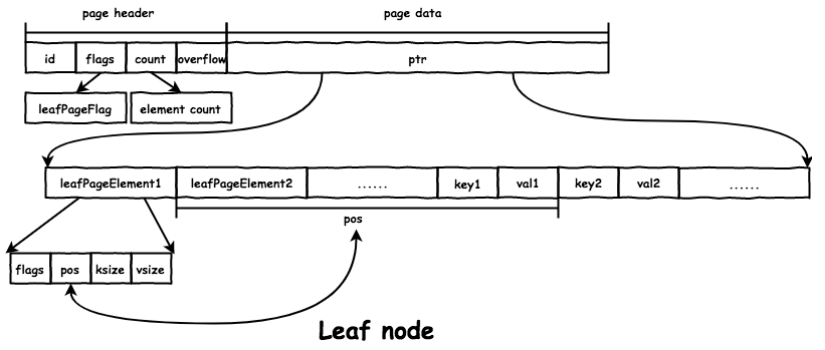 page header page data
id flags count overflow ptr
leafPageFlag element count
leafPageElement1 leafPageElement2 ...... key1 val1 key2 val2 ......
pos
flags pos ksize vsize
Leaf node